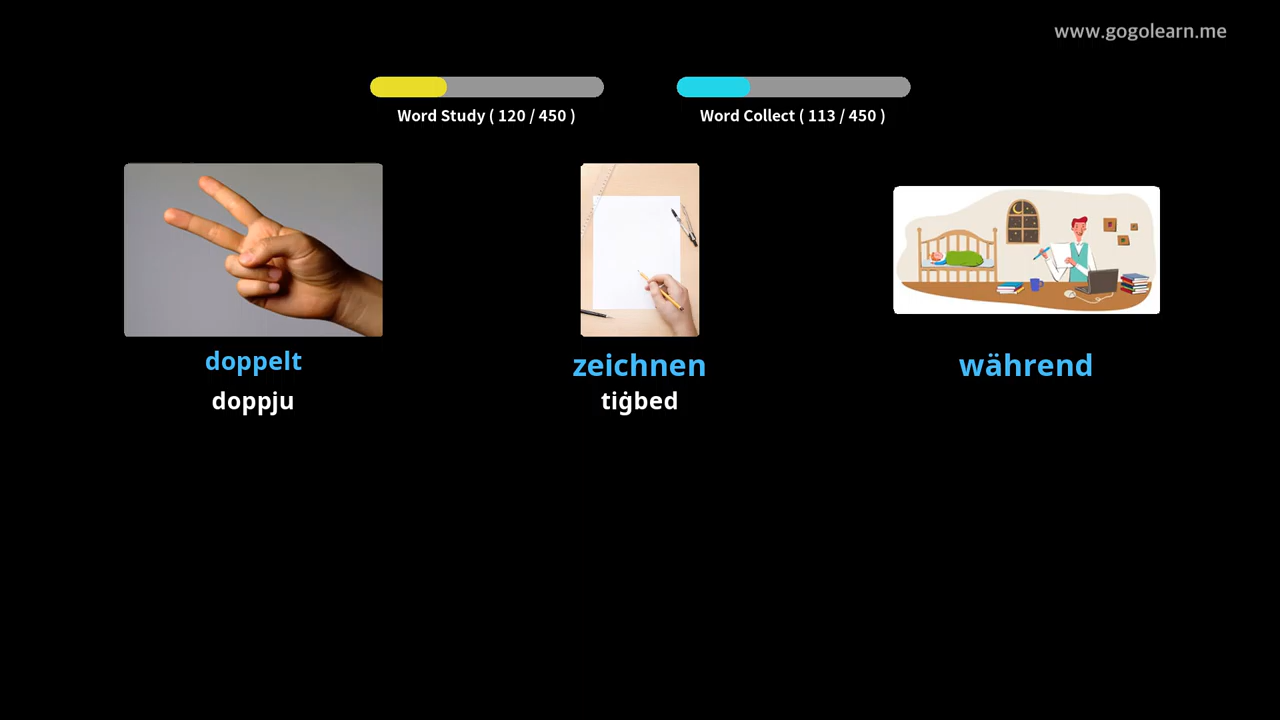 www.gogolearn.me
Word Study ( 120 / 450 )
Word Collect ( 113 / 450 )
doppelt
doppju
zeichnen
tiġbed
während